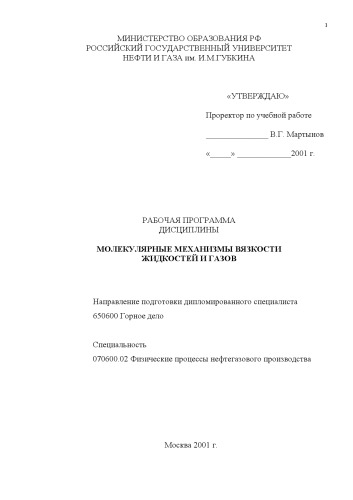 1
МИНИСТЕРСТВО ОБРАЗОВАНИЯ РФ
РОССИЙСКИЙ ГОСУДАРСТВЕННЫЙ УНИВЕРСИТЕТ
НЕФТИ И ГАЗА им. И.М.ГУБКИНА
«УТВЕРЖДАЮ»
Проректор по учебной работе
________________ В.Г. Мартынов
«_____» ______________2001 г.
РАБОЧАЯ ПРОГРАММА
ДИСЦИПЛИНЫ
МОЛЕКУЛЯРНЫЕ МЕХАНИЗМЫ ВЯЗКОСТИ
ЖИДКОСТЕЙ И ГАЗОВ
Направление подготовки дипломированного специалиста
650600 Горное дело
Специальность
070600.02 Физические процессы нефтегазового производства
Москва 2001 г.